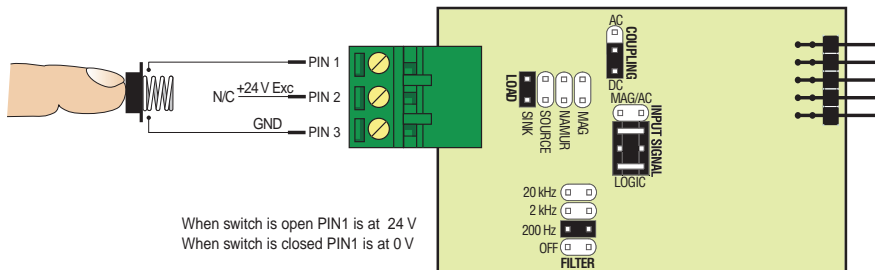 PIN 1
N/C +24 V Exc PIN 2
GND PIN 3
AC
COUPLING
DC
LOAD
SINK
SOURCE
NAMUR
MAG
MAG/AC
INPUT SIGNAL
LOGIC
20 kHz
2 kHz
200 Hz
OFF
FILTER
When switch is open PIN1 is at 24 V
When switch is closed PIN1 is at 0 V